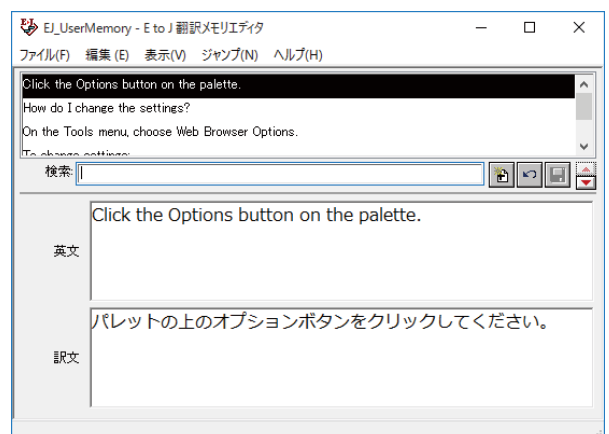 EJ_UserMemory - E to J 翻訳メモリエディタ
ファイル(F) 編集(E) 表示(V) ジャンプ(N) ヘルプ(H)
Click the Options button on the palette.
How do I change the settings?
On the Tools menu, choose Web Browser Options.
To change settings:
検索:
英文
Click the Options button on the palette.
訳文
パレットの上のオプションボタンをクリックしてください。